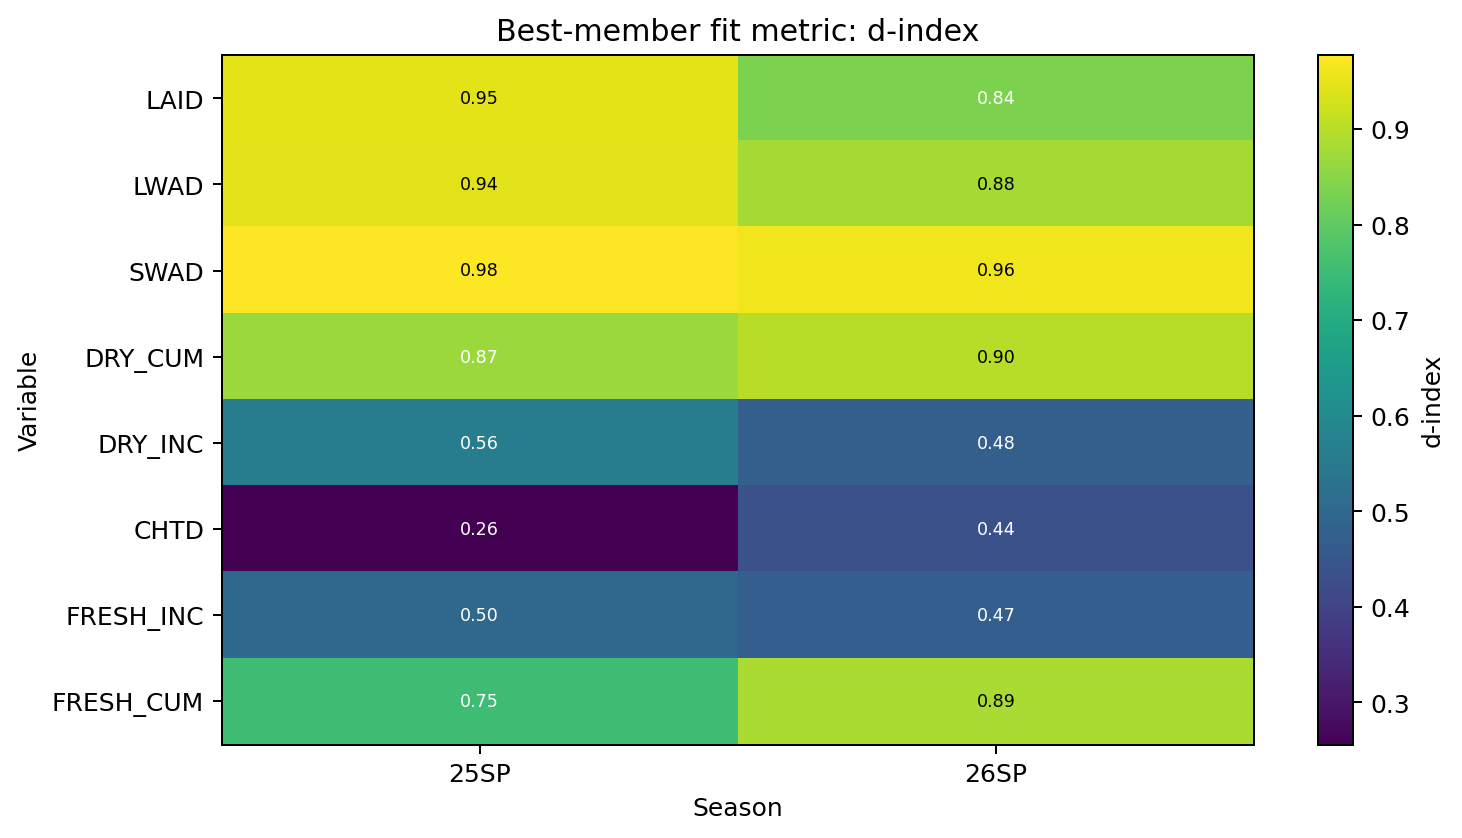 Best-member fit metric: d-index
LAID 0.95 0.84
LWAD 0.94 0.88
SWAD 0.98 0.96
DRY_CUM 0.87 0.90
DRY_INC 0.56 0.48
CHTD 0.26 0.44
FRESH_INC 0.50 0.47
FRESH_CUM 0.75 0.89
25SP 26SP
Season
Variable
0.9
0.8
0.7
0.6
0.5
0.4
0.3
d-index